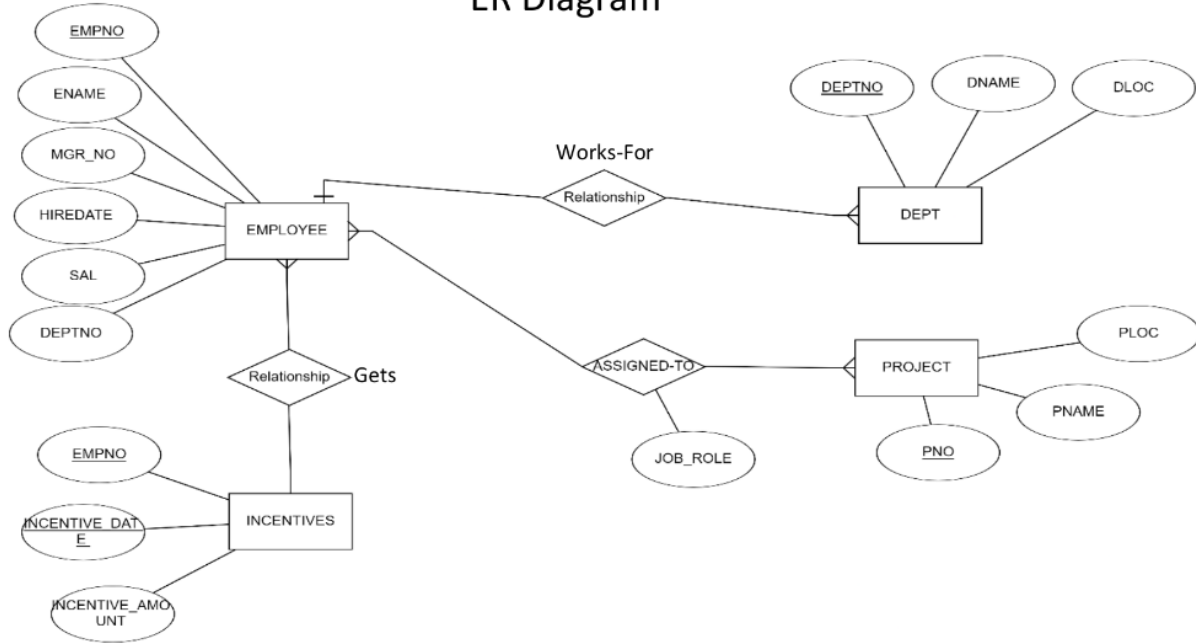 ER Diagram
EMPNO
ENAME
MGR_NO
HIREDATE
SAL
DEPTNO
EMPLOYEE
Works-For
Relationship
DEPTNO
DNAME
DLOC
DEPT
Relationship
Gets
ASSIGNED-TO
JOB_ROLE
PROJECT
PLOC
PNAME
PNO
EMPNO
INCENTIVE_DAT
E
INCENTIVE_AMO
UNT
INCENTIVES